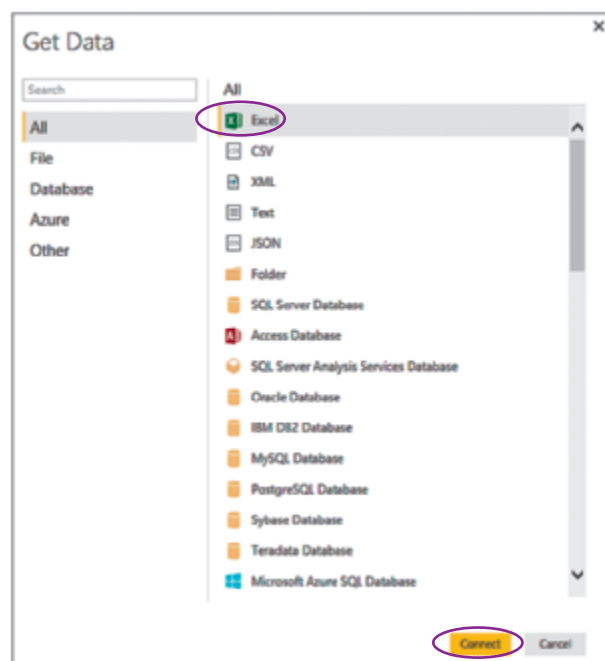 Get Data
Search
All
File
Database
Azure
Other
All
Excel
CSV
XML
Text
JSON
Folder
SQL Server Database
Access Database
SQL Server Analysis Services Database
Oracle Database
IBM DB2 Database
MySQL Database
PostgreSQL Database
Sybase Database
Teradata Database
Microsoft Azure SQL Database
Connect
Cancel